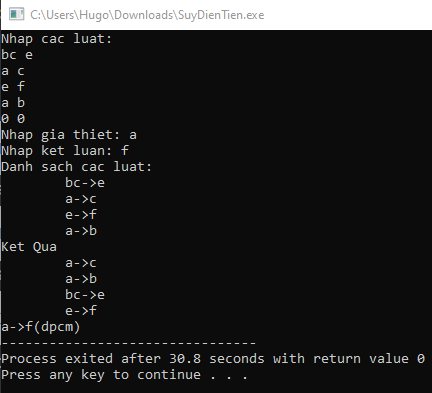 C:\Users\Hugo\Downloads\SuyDienTien.exe
Nhap cac luat:
bc e
a c
e f
a b
0 0
Nhap gia thiet: a
Nhap ket luan: f
Danh sach cac luat:
bc->e
a->c
e->f
a->b
Ket Qua
a->c
a->b
bc->e
e->f
a->f(dpcm)
--------------------------------
Process exited after 30.8 seconds with return value 0
Press any key to continue . . .